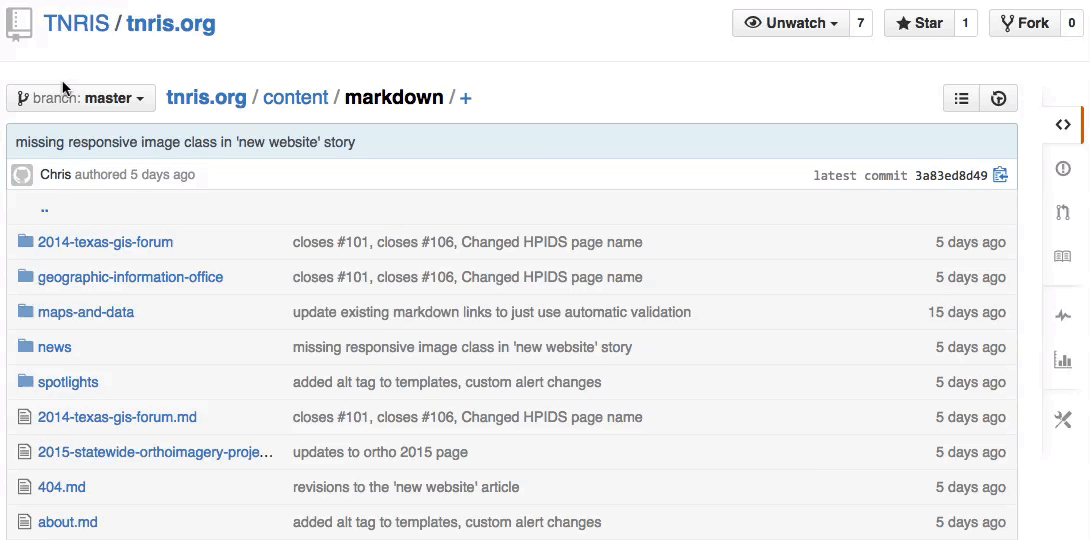 TNRIS / tnris.org
Unwatch 7 Star 1 Fork 0
branch: master tnris.org / content / markdown / +
missing responsive image class in 'new website' story
Chris authored 5 days ago latest commit 3a83ed8d49
..
2014-texas-gis-forum closes #101, closes #106, Changed HPIDS page name 5 days ago
geographic-information-office closes #101, closes #106, Changed HPIDS page name 5 days ago
maps-and-data update existing markdown links to just use automatic validation 15 days ago
news missing responsive image class in 'new website' story 5 days ago
spotlights added alt tag to templates, custom alert changes 5 days ago
2014-texas-gis-forum.md closes #101, closes #106, Changed HPIDS page name 5 days ago
2015-statewide-orthoimagery-proje... updates to ortho 2015 page 5 days ago
404.md revisions to the 'new website' article 5 days ago
about.md added alt tag to templates, custom alert changes 5 days ago